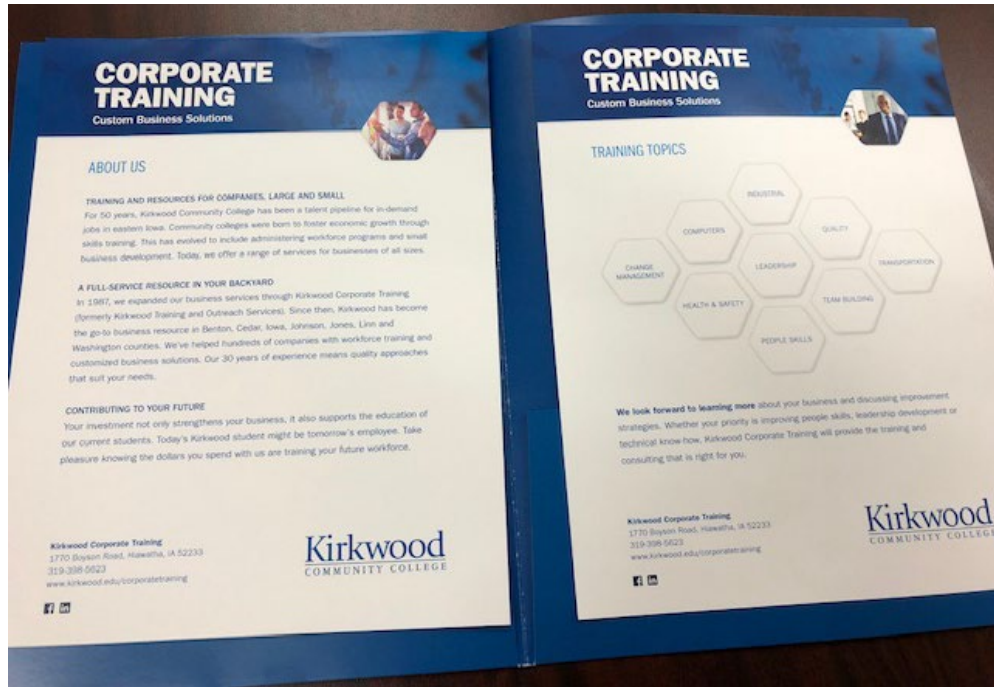 CORPORATE
TRAINING
Custom Business Solutions
ABOUT US
TRAINING AND RESOURCES FOR COMPANIES, LARGE AND SMALL
For 50 years, Kirkwood Community College has been a talent pipeline for in-demand
jobs in eastern Iowa. Community colleges were born to foster economic growth through
skills training. This has evolved to include administering workforce programs and small
business development. Today, we offer a range of services for businesses of all sizes.
A FULL-SERVICE RESOURCE IN YOUR BACKYARD
In 1987, we expanded our business services through Kirkwood Corporate Training
(formerly Kirkwood Training and Outreach Services). Since then, Kirkwood has become
the go-to business resource in Benton, Cedar, Iowa, Johnson, Jones, Linn and
Washington counties. We've helped hundreds of companies with workforce training and
customized business solutions. Our 30 years of experience means quality approaches
that suit your needs.
CONTRIBUTING TO YOUR FUTURE
Your investment not only strengthens your business, it also supports the education of
our current students. Today's Kirkwood student might be tomorrow's employee. Take
pleasure knowing the dollars you spend with us are training your future workforce.
Kirkwood Corporate Training
1770 Boyson Road, Hiawatha, IA 52233
319-398-5623
www.kirkwood.edu/corporatetraining
Kirkwood
COMMUNITY COLLEGE
CORPORATE
TRAINING
Custom Business Solutions
TRAINING TOPICS
INDUSTRIAL
COMPUTERS
QUALITY
CHANGE
MANAGEMENT
LEADERSHIP
TRANSPORTATION
HEALTH & SAFETY
TEAM BUILDING
PEOPLE SKILLS
We look forward to learning more about your business and discussing improvement
strategies. Whether your priority is improving people skills, leadership development or
technical know-how, Kirkwood Corporate Training will provide the training and
consulting that is right for you.
Kirkwood Corporate Training
1770 Boyson Road, Hiawatha, IA 52233
319-398-5623
www.kirkwood.edu/corporatetraining
Kirkwood
COMMUNITY COLLEGE